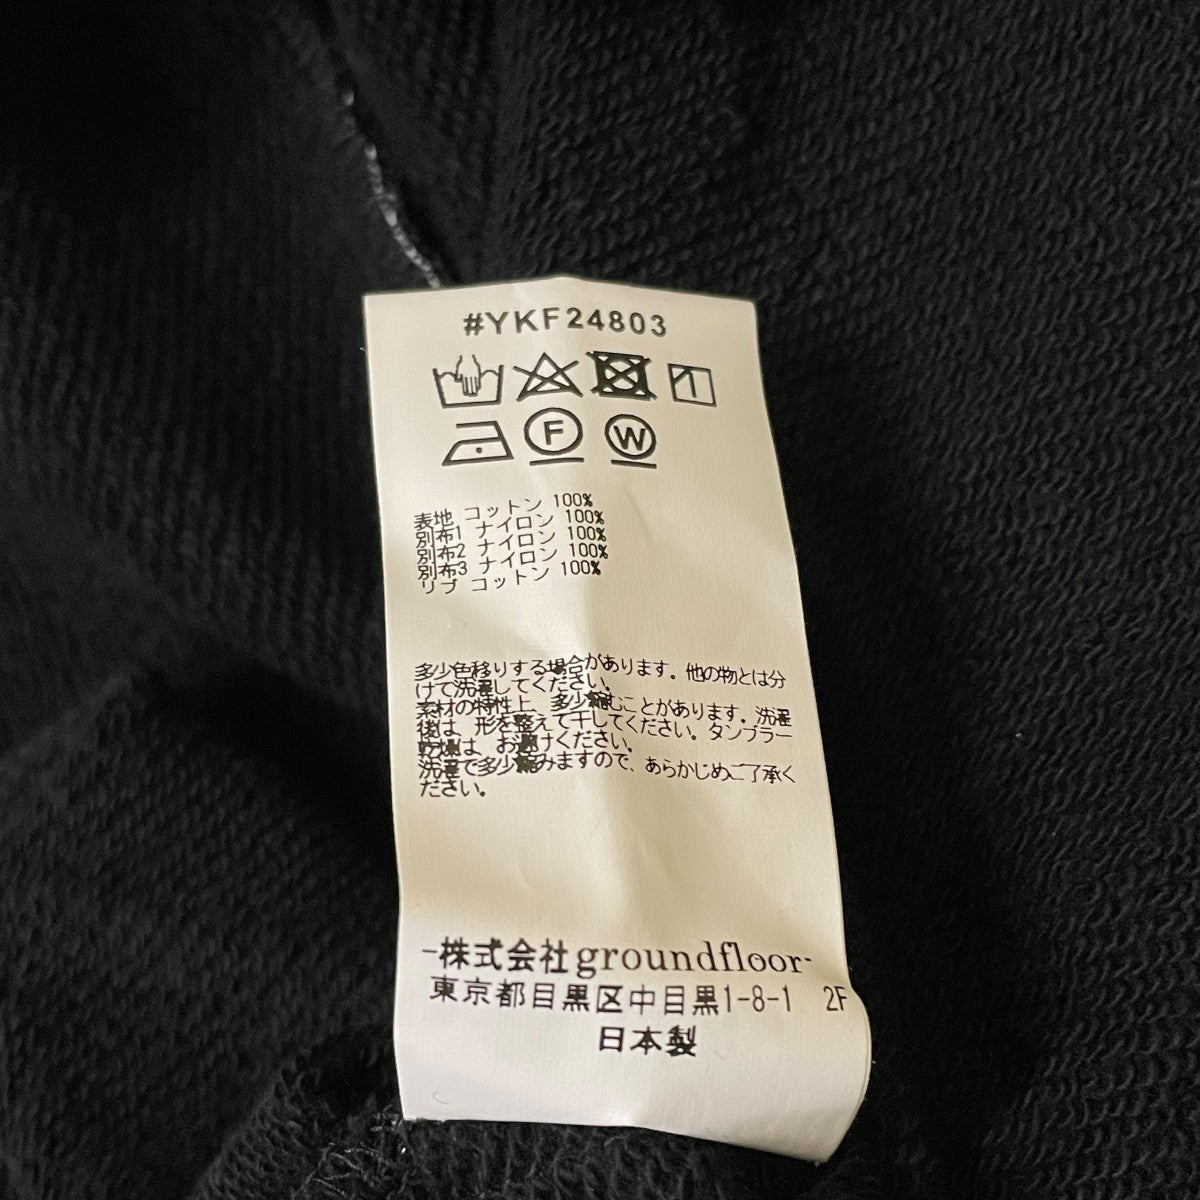 #YKF24803
F
W
表地 コットン 100%
別布1 ナイロン 100%
別布2 ナイロン 100%
別布3 ナイロン 100%
リブ コットン 100%
多少色移りする場合があります。他の物とは分
けて洗濯してください。
素材の特性上、多少縮むことがあります。洗濯
後は、形を整えて干してください。タンブラー
乾燥は、お避けください。
洗濯で多少縮みますので、あらかじめご了承く
ださい。
-株式会社groundfloor-
東京都目黒区中目黒1-8-1 2F
日本製